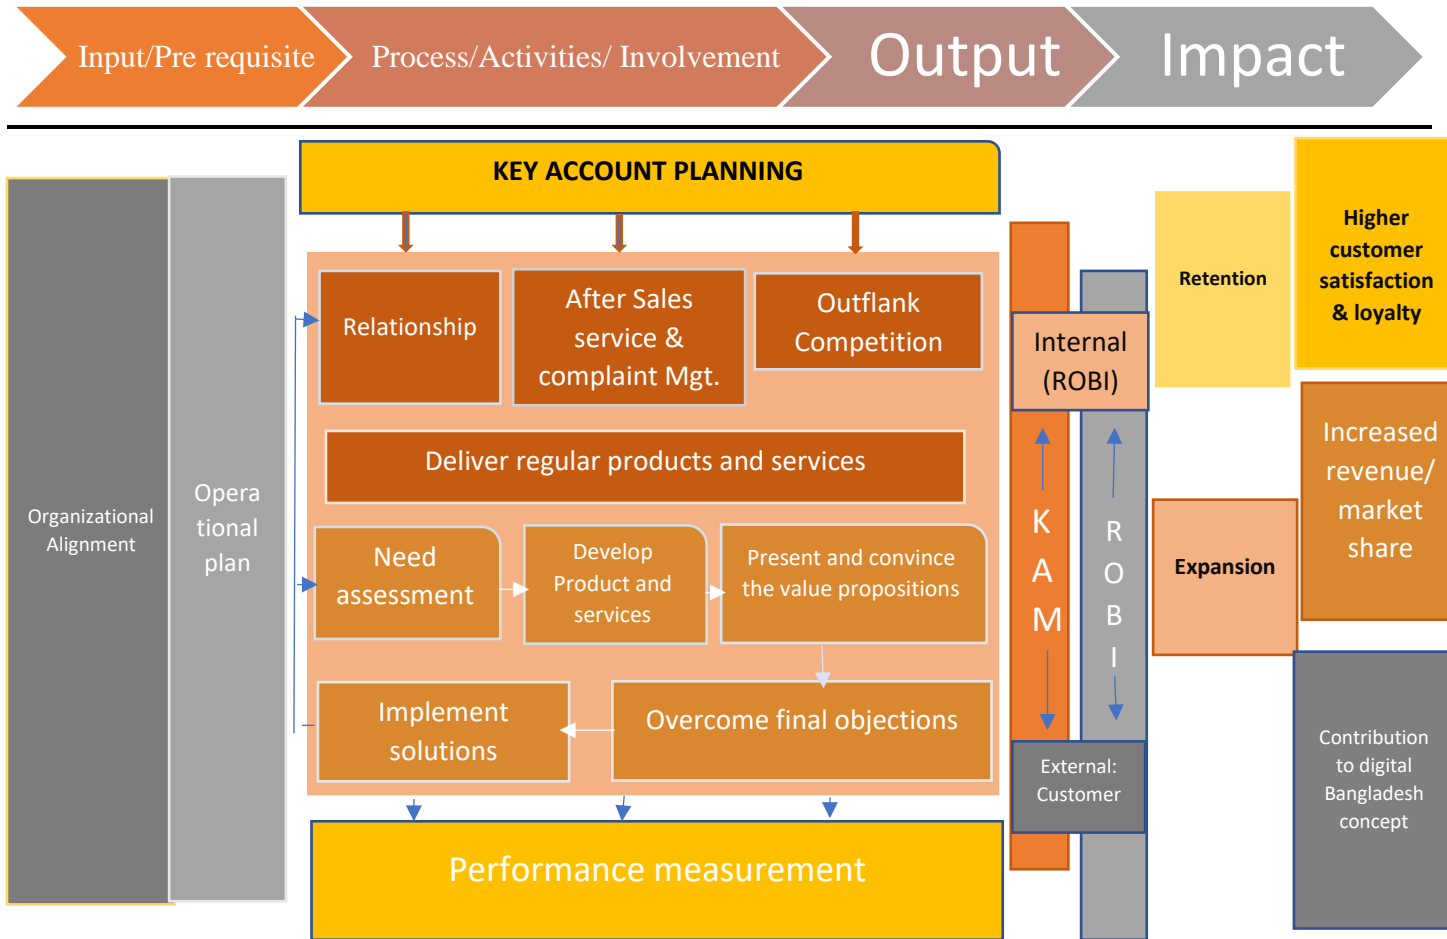 Input/Pre requisite
Process/Activities/ Involvement
Output
Impact
KEY ACCOUNT PLANNING
Organizational
Alignment
Opera
tional
plan
Relationship
After Sales
service &
complaint Mgt.
Outflank
Competition
Deliver regular products and services
Need
assessment
Develop
Product and
services
Present and convince
the value propositions
Implement
solutions
Overcome final objections
Performance measurement
Internal
(ROBI)
K
A
M
R
O
B
I
External:
Customer
Retention
Expansion
Higher
customer
satisfaction
& loyalty
Increased
revenue/
market
share
Contribution
to digital
Bangladesh
concept